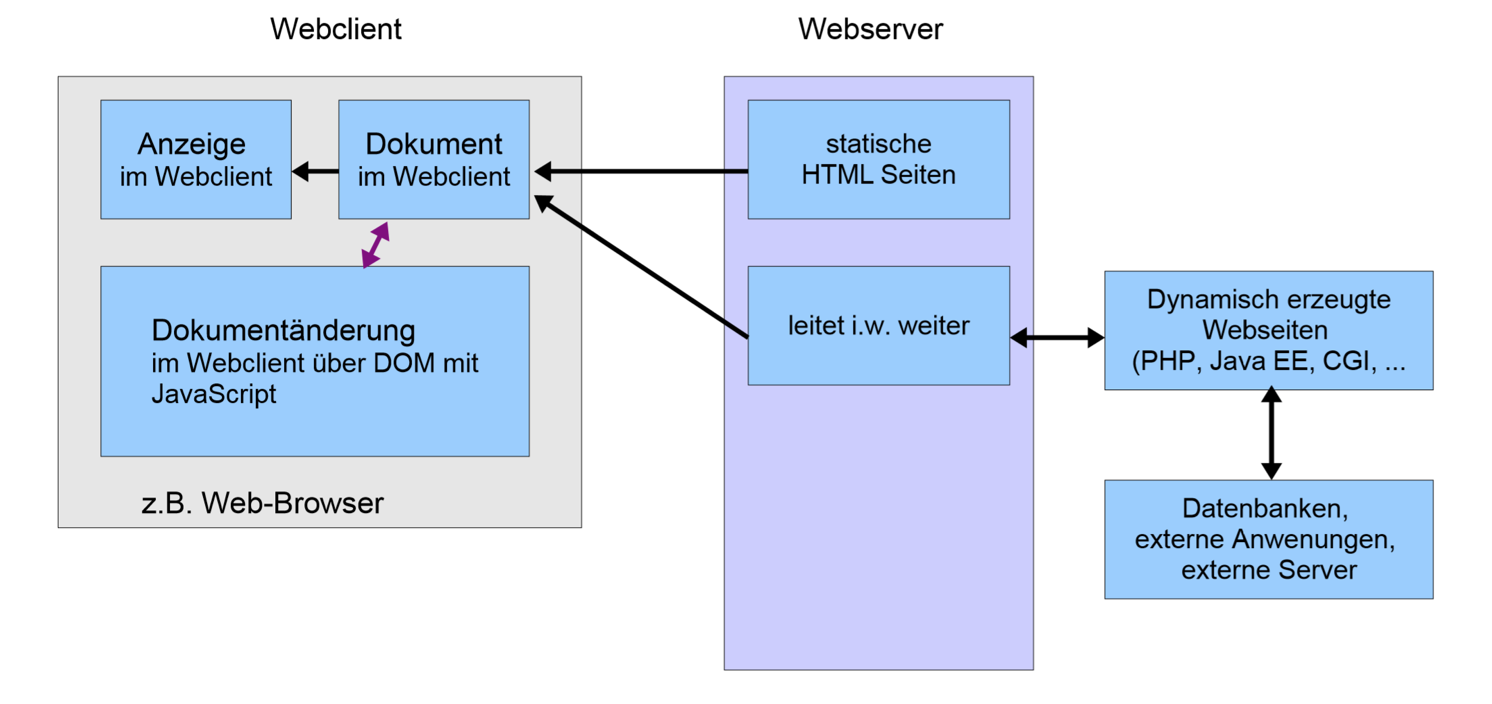 Webclient
Webserver
Anzeige
im Webclient
Dokument
im Webclient
statische
HTML Seiten
Dokumentänderung
im Webclient über DOM mit
JavaScript
leitet i.w. weiter
Dynamisch erzeugte
Webseiten
(PHP, Java EE, CGI, ...
z.B. Web-Browser
Datenbanken,
externe Anwenungen,
externe Server